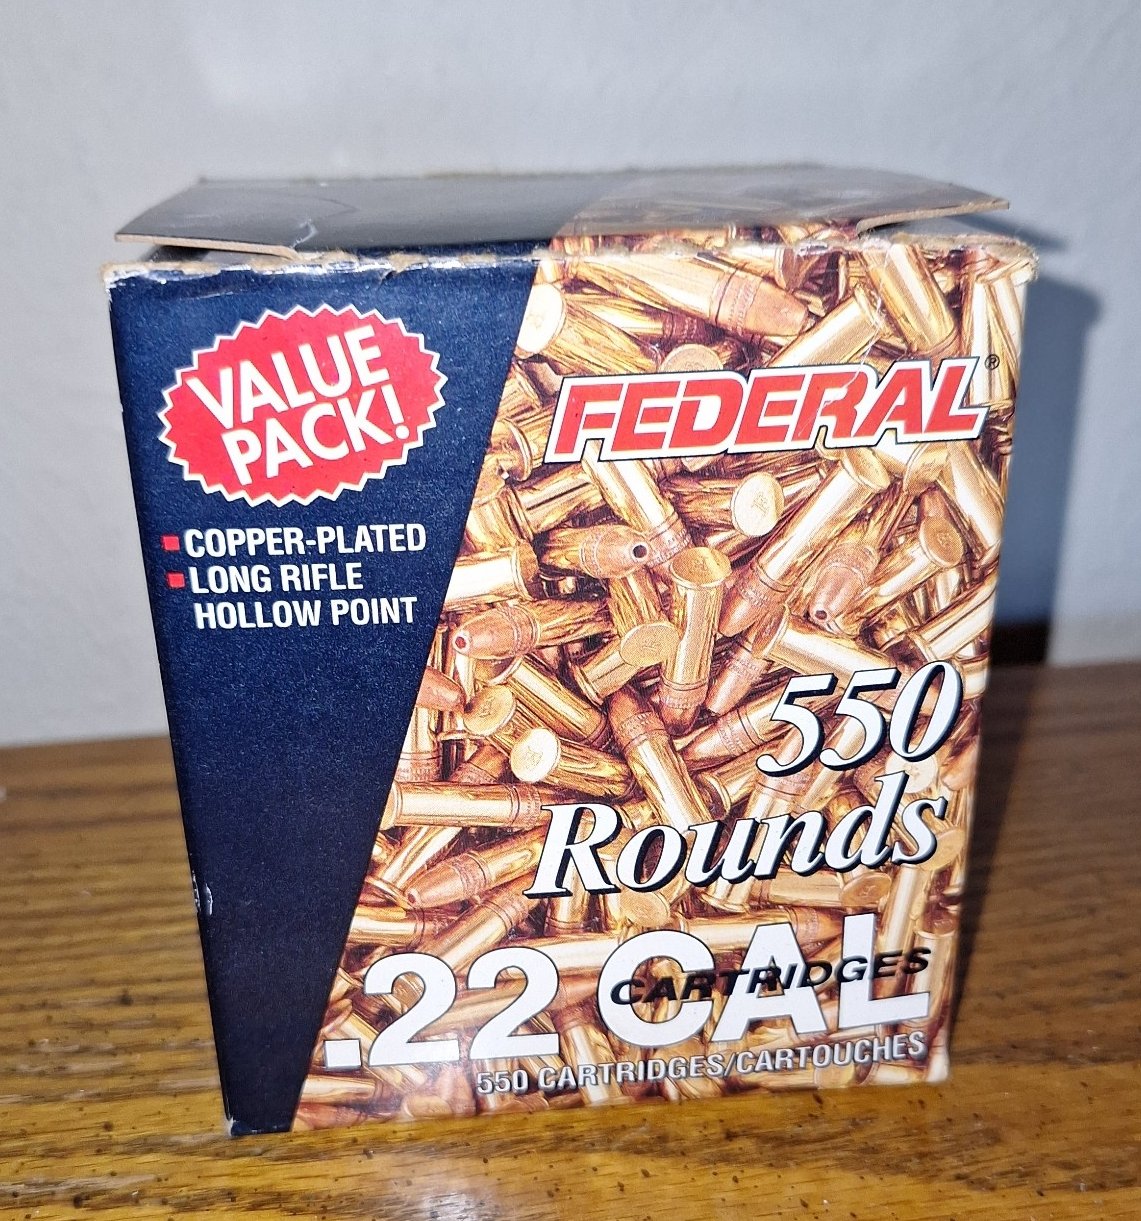 VALUE
PACK!
FEDERAL®
COPPER-PLATED
LONG RIFLE
HOLLOW POINT
550
Rounds
.22 CAL
CARTRIDGES
550 CARTRIDGES/CARTOUCHES